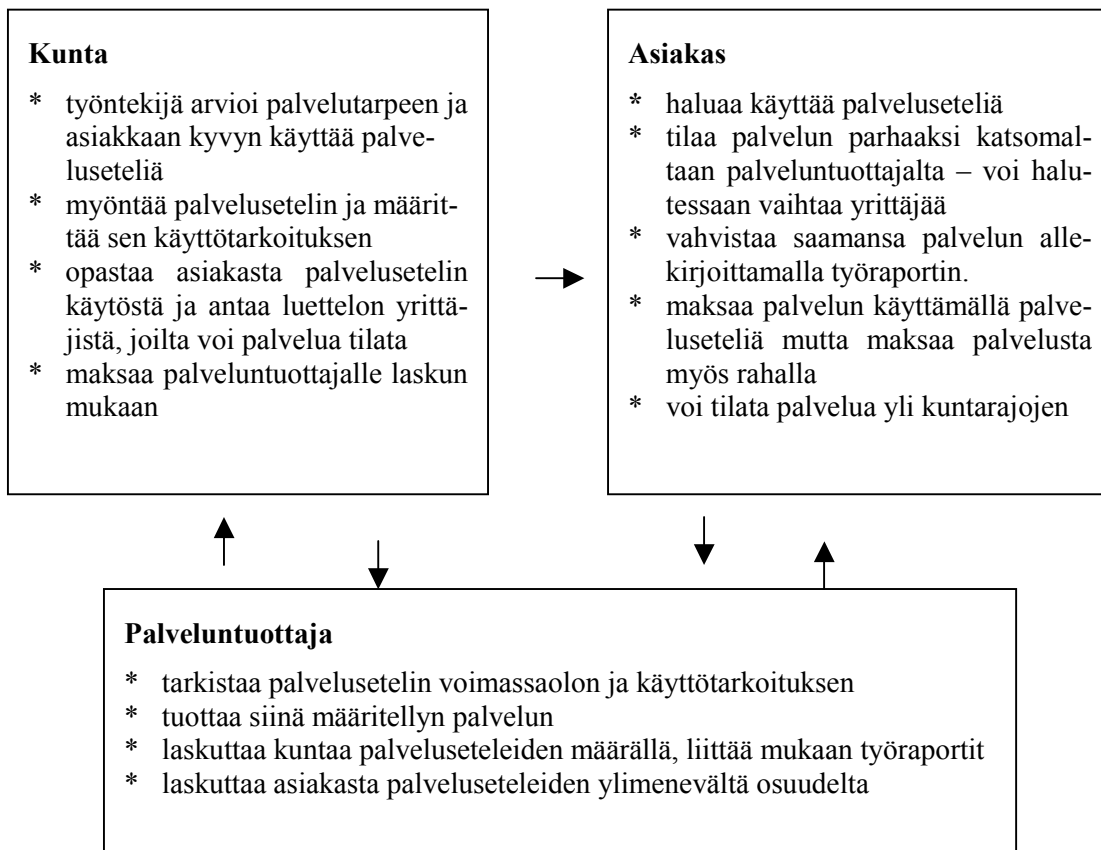 Kunta
* työntekijä arvioi palvelutarpeen ja
asiakkaan kyvyn käyttää palve-
luseteliä
* myöntää palvelusetelin ja määrit-
tää sen käyttötarkoituksen
* opastaa asiakasta palvelusetelin
käytöstä ja antaa luettelon yrittä-
jistä, joilta voi palvelua tilata
* maksaa palveluntuottajalle laskun
mukaan
Asiakas
* haluaa käyttää palveluseteliä
* tilaa palvelun parhaaksi katsomal-
taan palveluntuottajalta – voi halu-
tessaan vaihtaa yrittäjää
* vahvistaa saamansa palvelun alle-
kirjoittamalla työraportin.
* maksaa palvelun käyttämällä palve-
luseteliä mutta maksaa palvelusta
myös rahalla
* voi tilata palvelua yli kuntarajojen
Palveluntuottaja
* tarkistaa palvelusetelin voimassaolon ja käyttötarkoituksen
* tuottaa siinä määritellyn palvelun
* laskuttaa kuntaa palveluseteleiden määrällä, liittää mukaan työraportit
* laskuttaa asiakasta palveluseteleiden ylimenevältä osuudelta